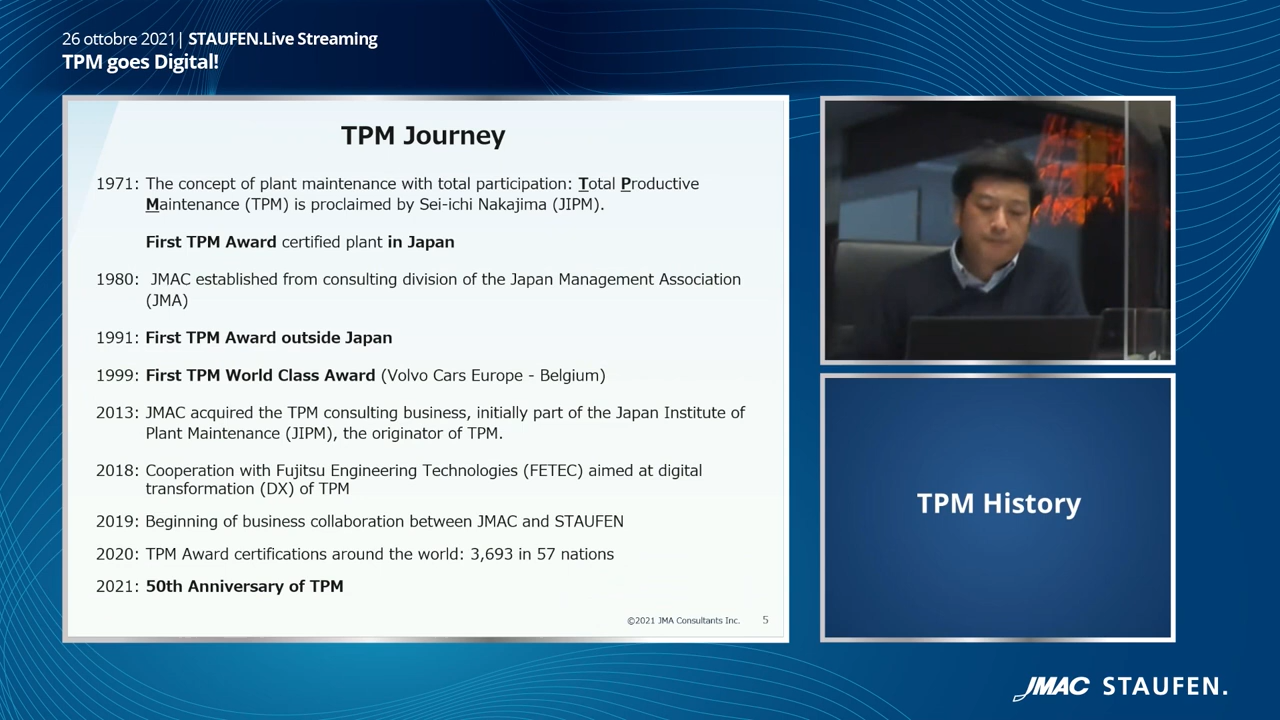 26 ottobre 2021| STAUFEN.Live Streaming
TPM goes Digital!
TPM Journey
1971: The concept of plant maintenance with total participation: Total Productive
Maintenance (TPM) is proclaimed by Sei-ichi Nakajima (JIPM).
First TPM Award certified plant in Japan
1980: JMAC established from consulting division of the Japan Management Association
(JMA)
1991: First TPM Award outside Japan
1999: First TPM World Class Award (Volvo Cars Europe - Belgium)
2013: JMAC acquired the TPM consulting business, initially part of the Japan Institute of
Plant Maintenance (JIPM), the originator of TPM.
2018: Cooperation with Fujitsu Engineering Technologies (FETEC) aimed at digital
transformation (DX) of TPM
2019: Beginning of business collaboration between JMAC and STAUFEN
2020: TPM Award certifications around the world: 3,693 in 57 nations
2021: 50th Anniversary of TPM
©2021 JMA Consultants Inc. 5
TPM History
JMAC STAUFEN.